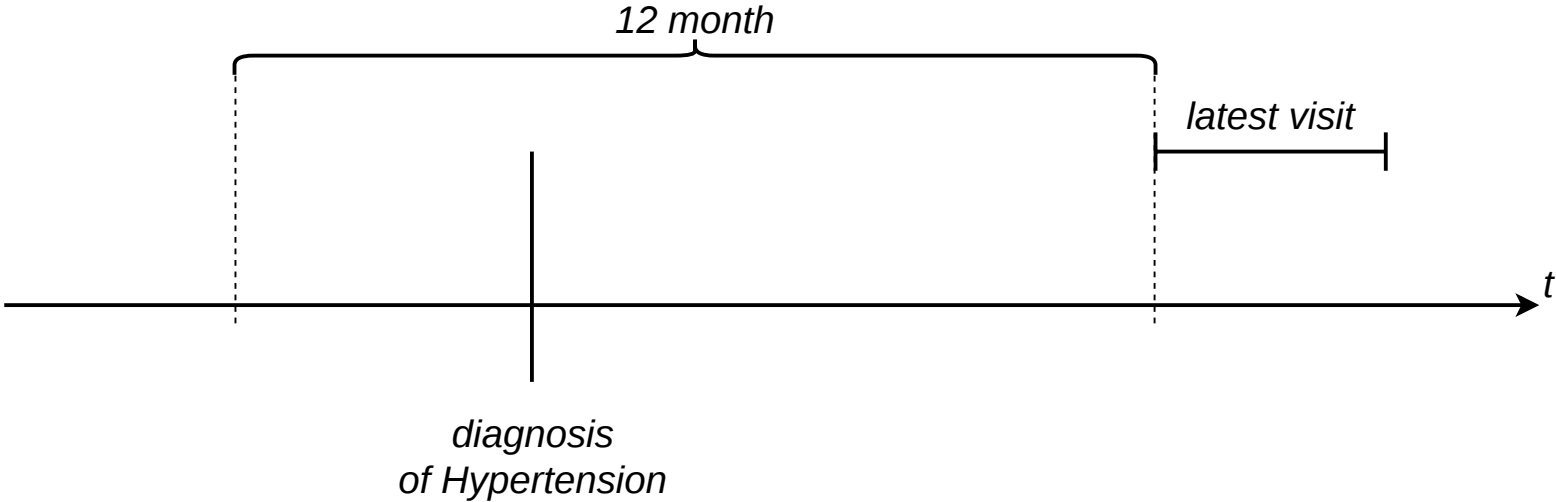 12 month
latest visit
t
diagnosis
of Hypertension